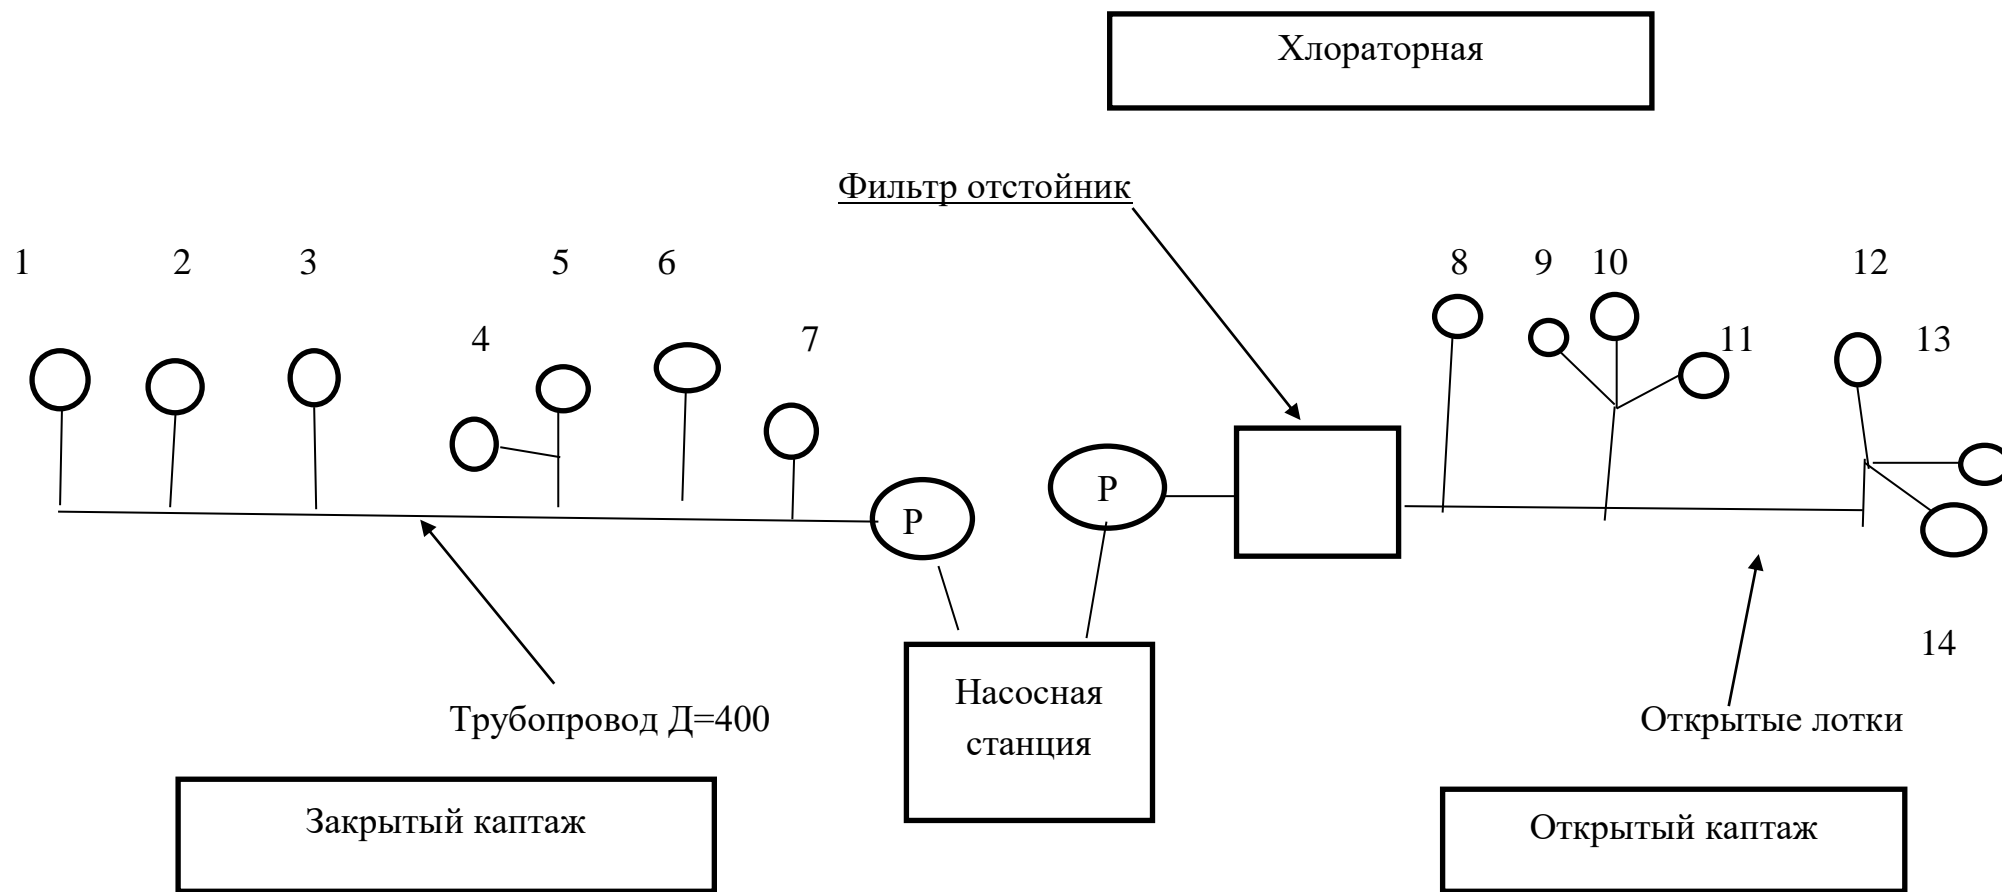 Хлораторная
Фильтр отстойник
1 2 3 5 6 8 9 10 12
4 7 11 13
Р
Р
14
Насосная
станция
Трубопровод Д=400
Открытые лотки
Закрытый каптаж
Открытый каптаж